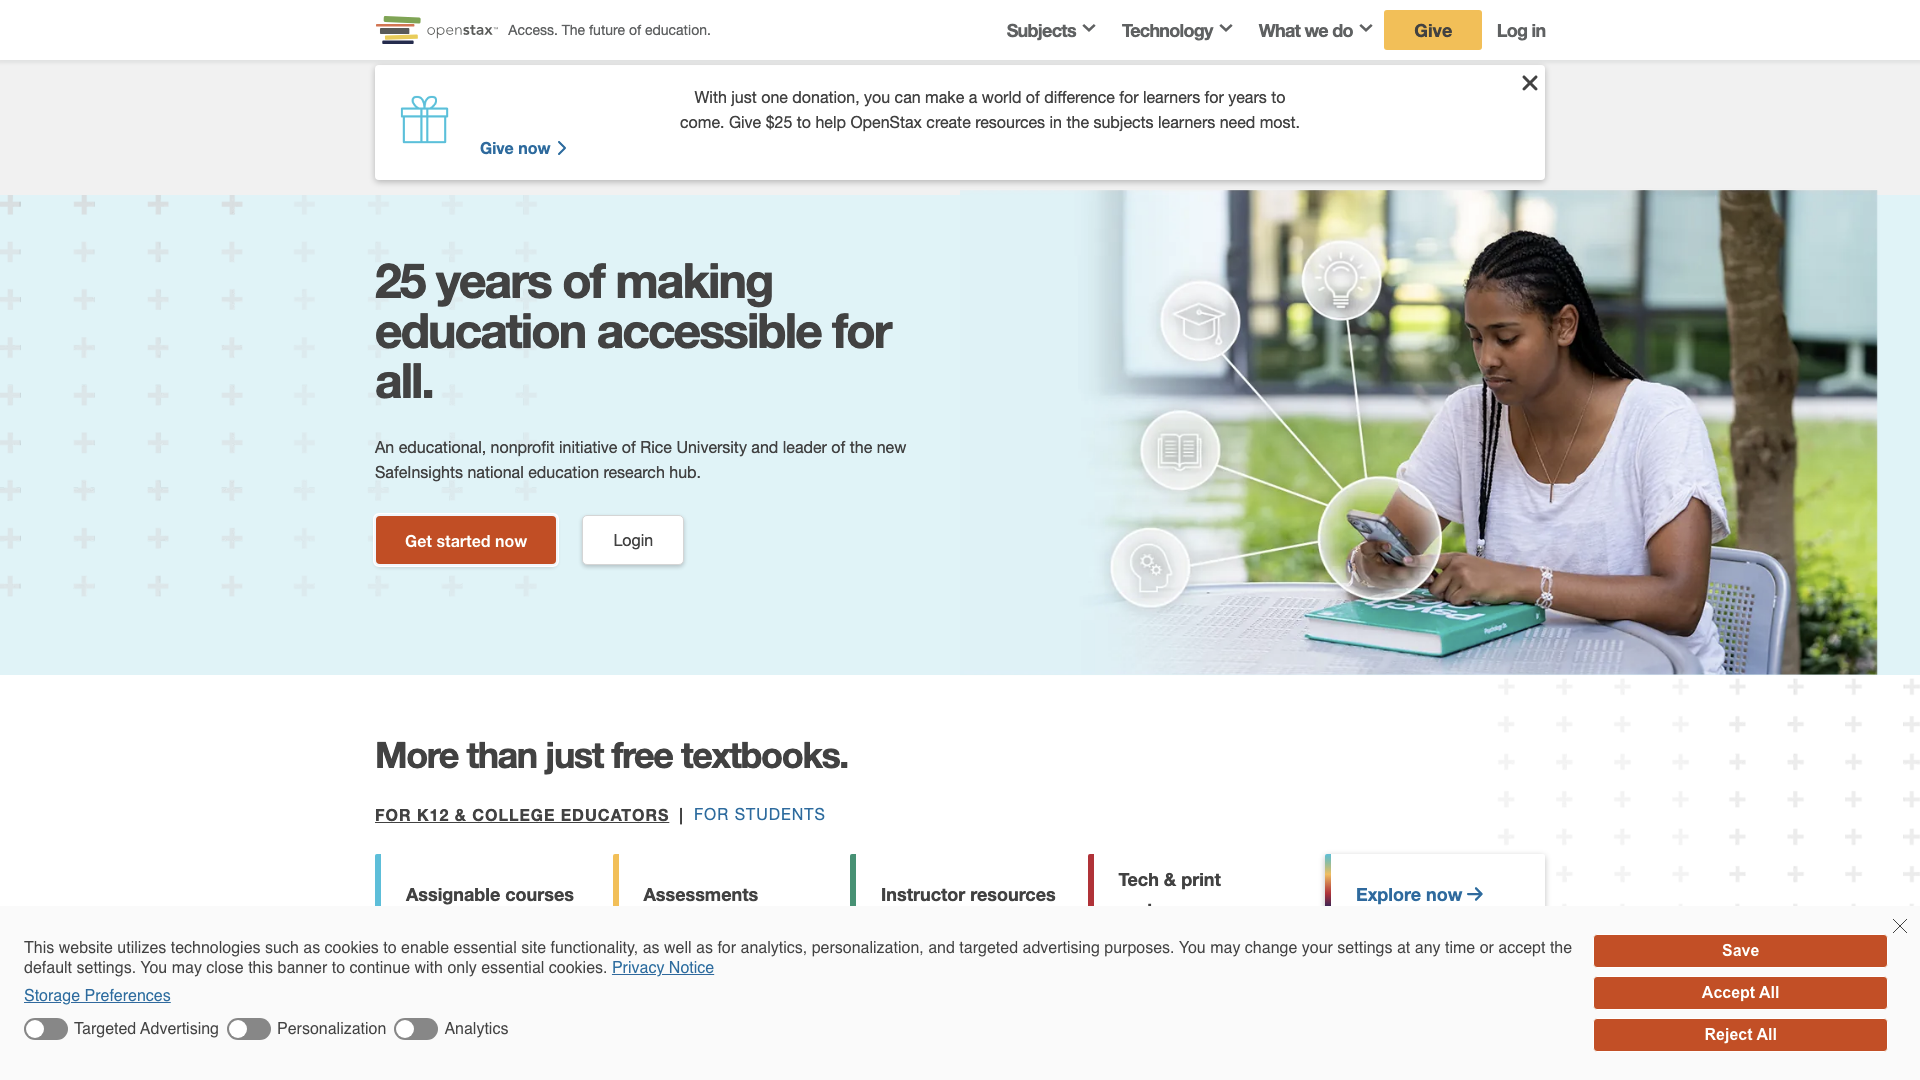 openstax™ Access. The future of education.
Subjects
Technology
What we do
Give
Log in
With just one donation, you can make a world of difference for learners for years to
come. Give $25 to help OpenStax create resources in the subjects learners need most.
Give now
25 years of making
education accessible for
all.
An educational, nonprofit initiative of Rice University and leader of the new
SafeInsights national education research hub.
Get started now
Login
Psych
More than just free textbooks.
FOR K12 & COLLEGE EDUCATORS | FOR STUDENTS
Assignable courses
Assessments
Instructor resources
Tech & print
Explore now
This website utilizes technologies such as cookies to enable essential site functionality, as well as for analytics, personalization, and targeted advertising purposes. You may change your settings at any time or accept the
default settings. You may close this banner to continue with only essential cookies. Privacy Notice
Storage Preferences
Targeted Advertising
Personalization
Analytics
Save
Accept All
Reject All